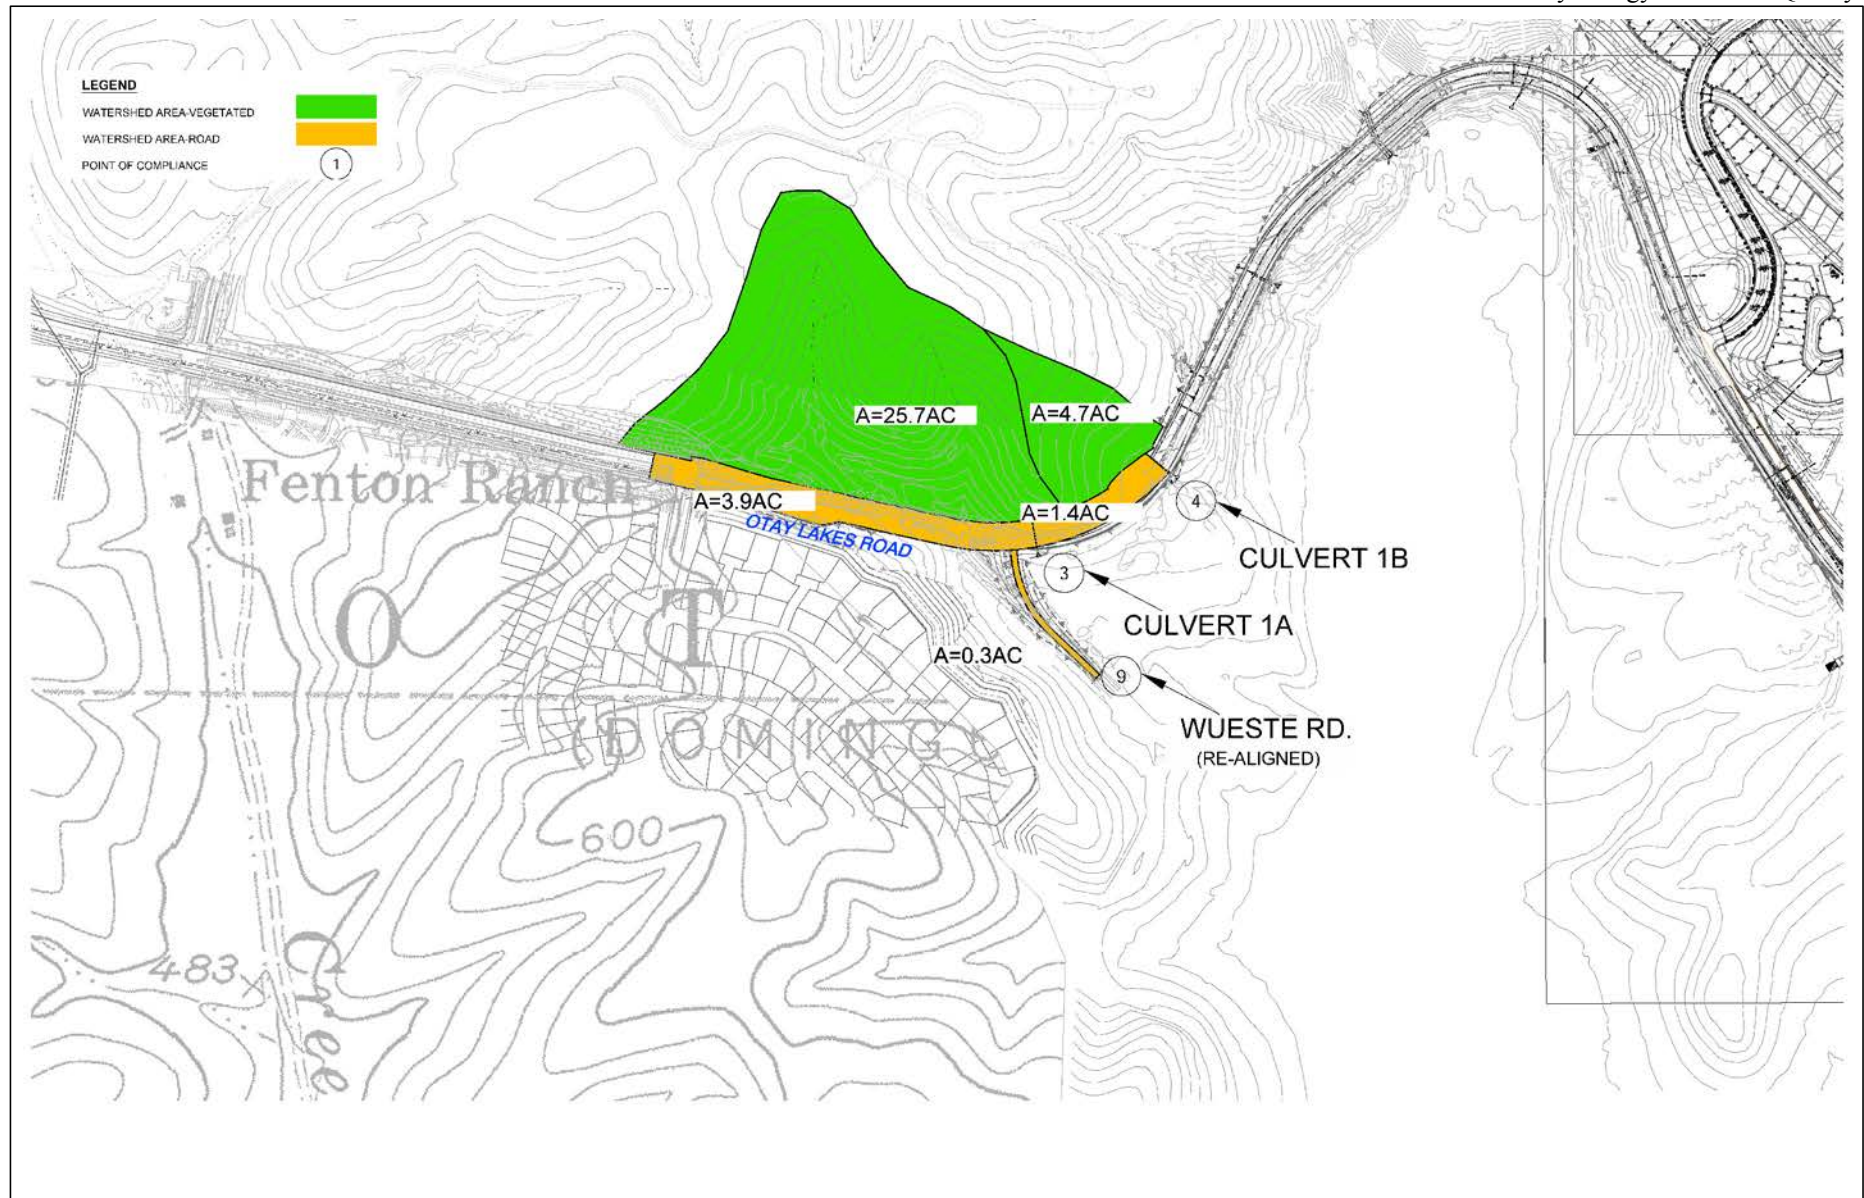 LEGEND
WATERSHED AREA-VEGETATED
WATERSHED AREA-ROAD
POINT OF COMPLIANCE 1
A=25.7AC
A=4.7AC
Fenton Ranch
A=3.9AC
OTAY LAKES ROAD
A=1.4AC
4
CULVERT 1B
3
CULVERT 1A
O T
A=0.3AC
9
WUESTE RD.
(RE-ALIGNED)
(DOMING
600
483
Cree